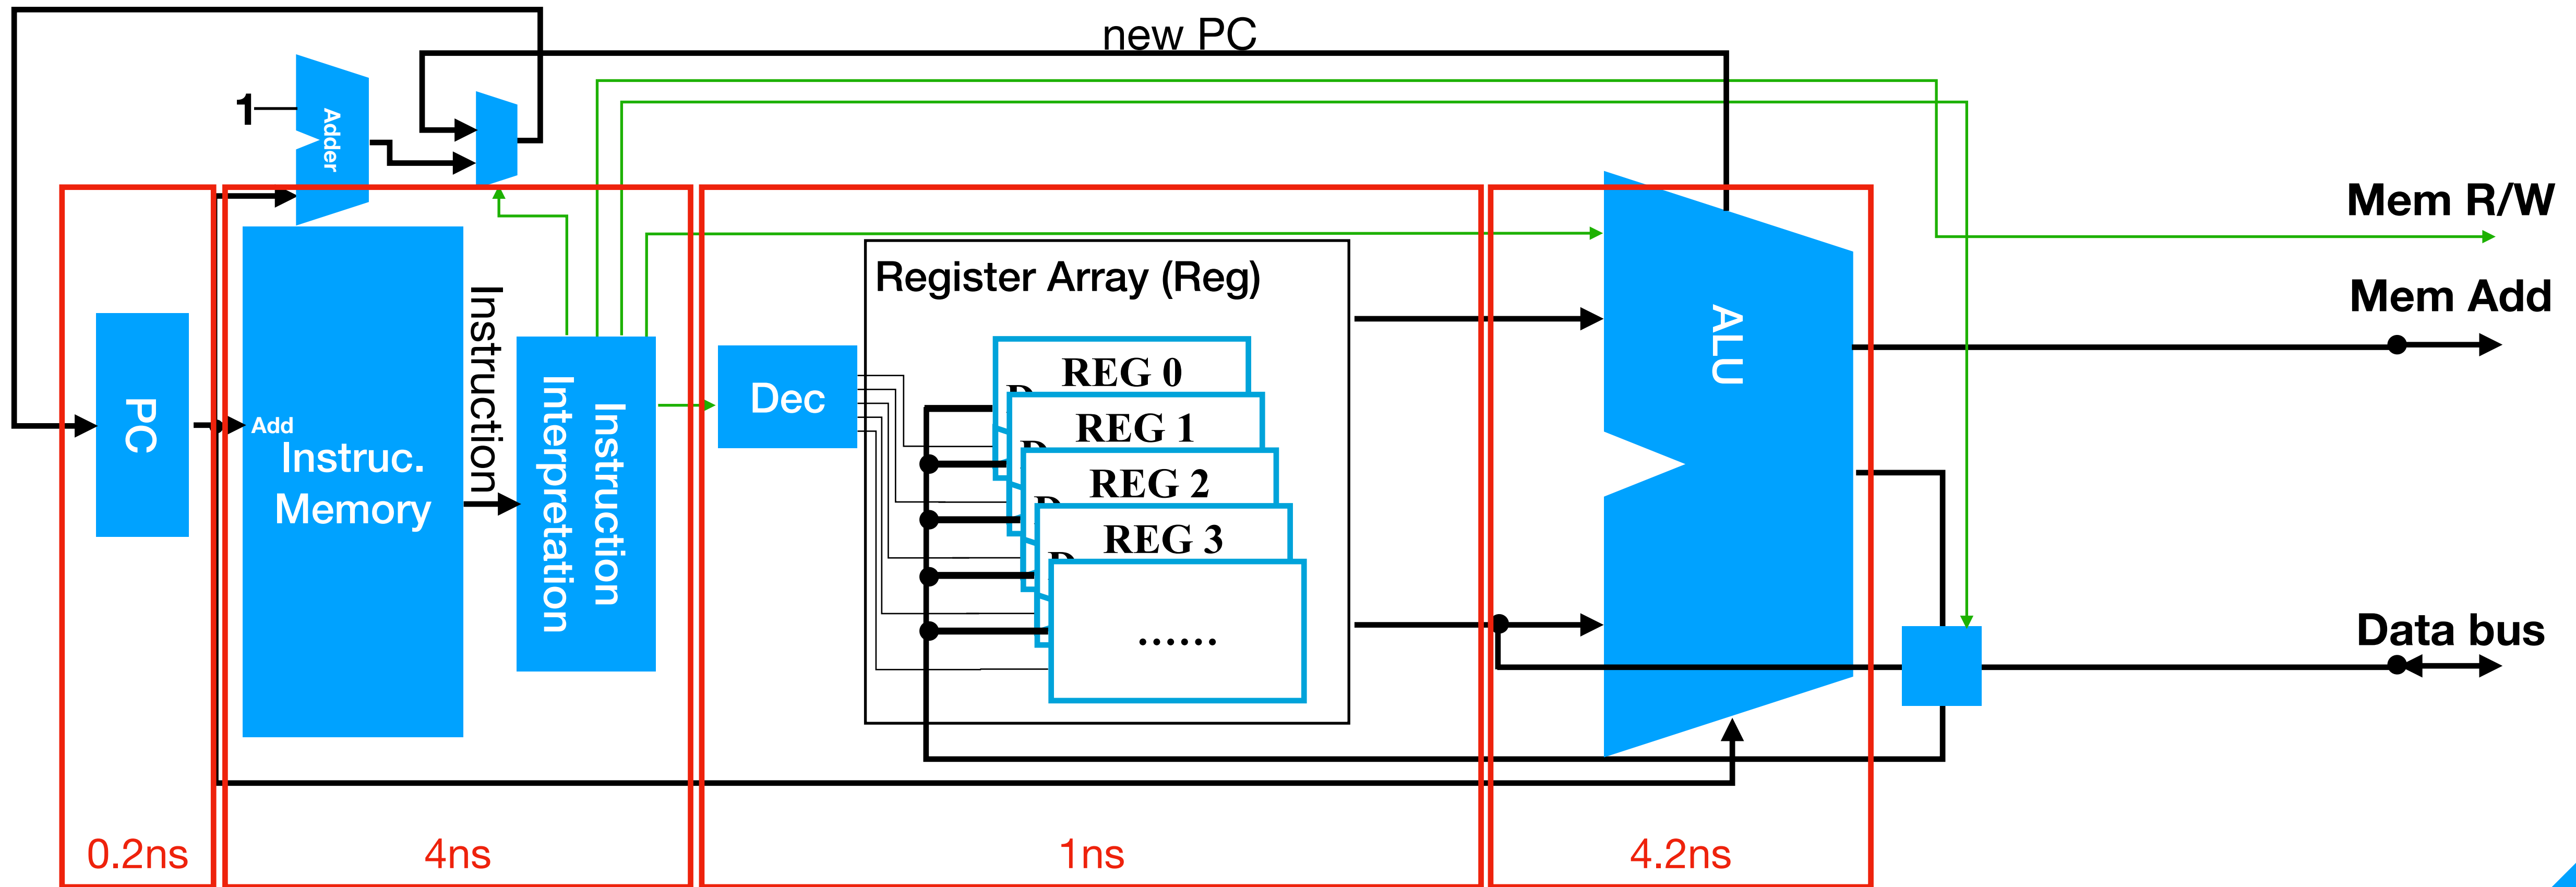 new PC
1
Adder
Mem R/W
Mem Add
Data bus
PC
Add
Instruc.
Memory
Instruction
Instruction
Interpretation
Dec
Register Array (Reg)
REG 0
REG 1
REG 2
REG 3
......
ALU
0.2ns
4ns
1ns
4.2ns